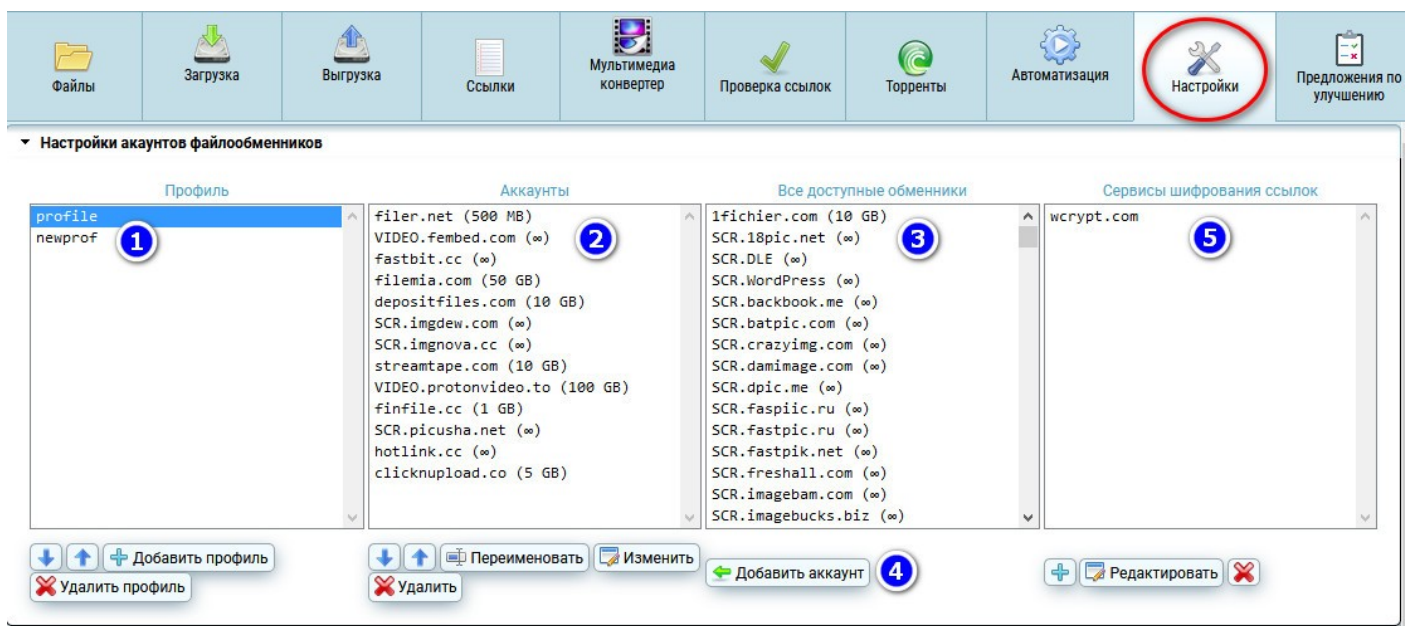 Файлы
Загрузка
Выгрузка
Ссылки
Мультимедиа
конвертер
Проверка ссылок
Торренты
Автоматизация
Настройки
Предложения по
улучшению
Настройки акаунтов файлообменников
Профиль
profile
newprof
1
Добавить профиль
Удалить профиль
Аккаунты
filer.net (500 MB)
VIDEO.fembed.com (∞)
fastbit.cc (∞)
filemia.com (50 GB)
depositfiles.com (10 GB)
SCR.imgdew.com (∞)
SCR.imgnova.cc (∞)
streamtape.com (10 GB)
VIDEO.protonvideo.to (100 GB)
finfile.cc (1 GB)
SCR.picusha.net (∞)
hotlink.cc (∞)
clicknupload.co (5 GB)
2
Переименовать
Изменить
Удалить
Все доступные обменники
1fichier.com (10 GB)
SCR.18pic.net (∞)
SCR.DLE (∞)
SCR.WordPress (∞)
SCR.backbook.me (∞)
SCR.batpic.com (∞)
SCR.crazyimg.com (∞)
SCR.damimage.com (∞)
SCR.dpic.me (∞)
SCR.faspiic.ru (∞)
SCR.fastpic.ru (∞)
SCR.fastpik.net (∞)
SCR.freshall.com (∞)
SCR.imagebam.com (∞)
SCR.imagebucks.biz (∞)
3
Добавить аккаунт
4
Сервисы шифрования ссылок
wcrypt.com
5
Редактировать